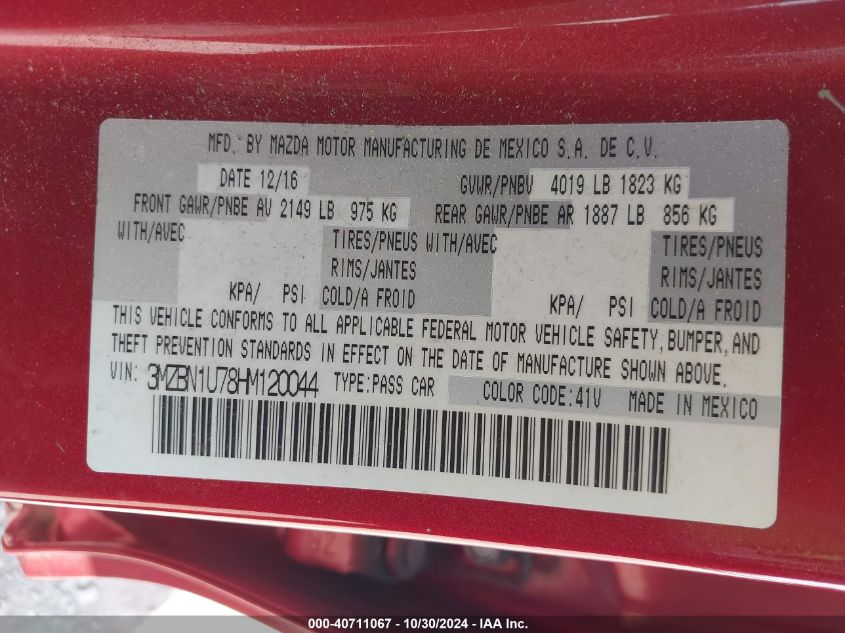 MFD. BY MAZDA MOTOR MANUFACTURING DE MEXICO S.A. DE C.V.
DATE 12/16 GVWR/PNBV 4019 LB 1823 KG
FRONT GAWR/PNBE AV 2149 LB 975 KG REAR GAWR/PNBE AR 1887 LB 856 KG
WITH/AVEC TIRES/PNEUS WITH/AVEC TIRES/PNEUS
RIMS/JANTES RIMS/JANTES
KPA/ PSI COLD/A FROID KPA/ PSI COLD/A FROID
THIS VEHICLE CONFORMS TO ALL APPLICABLE FEDERAL MOTOR VEHICLE SAFETY, BUMPER, AND
THEFT PREVENTION STANDARDS IN EFFECT ON THE DATE OF MANUFACTURE SHOWN ABOVE.
VIN: 3MZBN1U78HM120044 TYPE: PASS CAR COLOR CODE: 41V MADE IN MEXICO
000-40711067 - 10/30/2024 - IAA Inc.